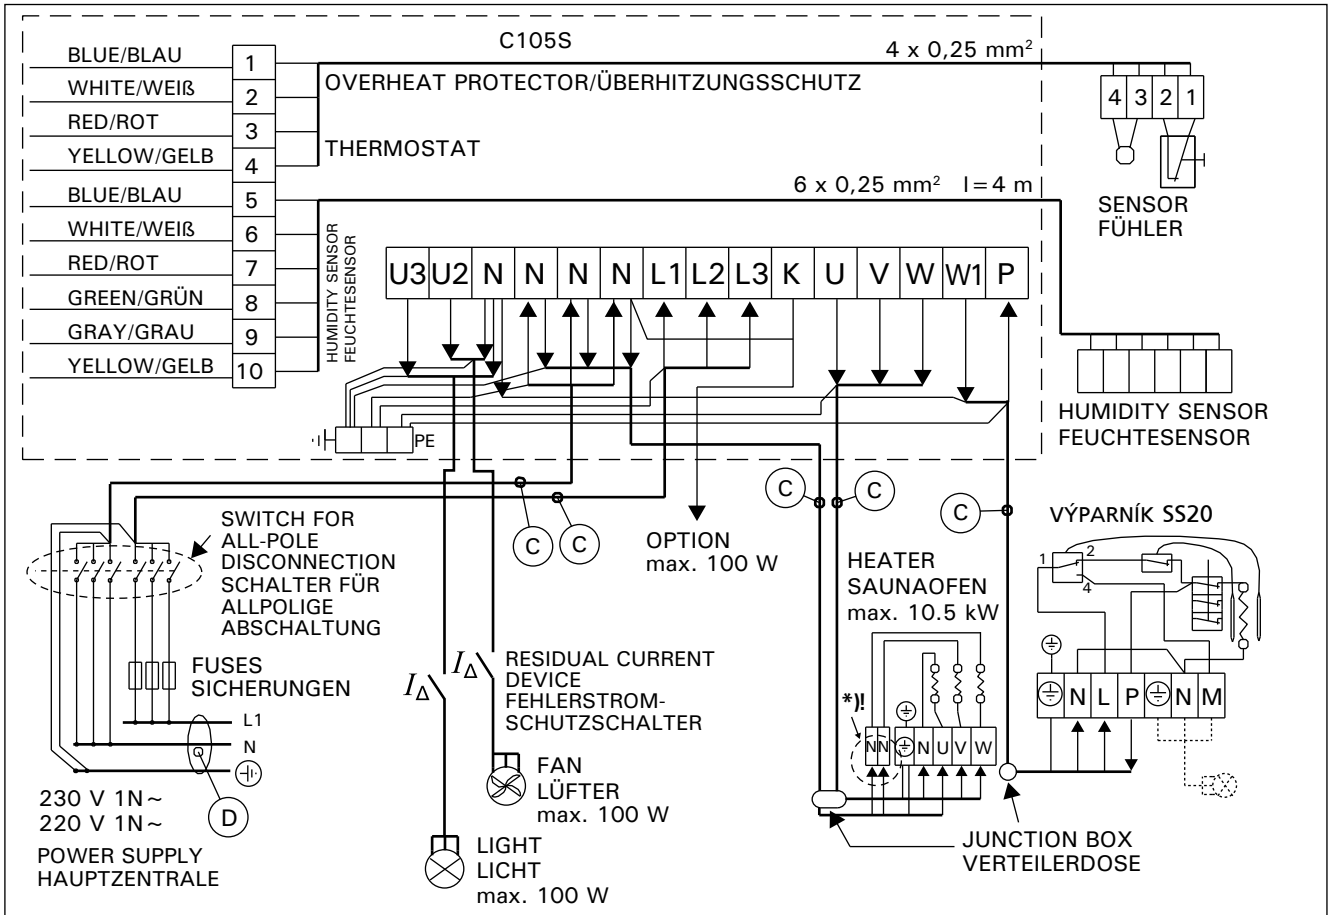 C105S
4 x 0,25 mm²
BLUE/BLAU 1
WHITE/WEIß 2
RED/ROT 3
YELLOW/GELB 4
BLUE/BLAU 5
WHITE/WEIß 6
RED/ROT 7
GREEN/GRÜN 8
GRAY/GRAU 9
YELLOW/GELB 10
OVERHEAT PROTECTOR/ÜBERHITZUNGSSCHUTZ
THERMOSTAT
4 3 2 1
SENSOR
FÜHLER
6 x 0,25 mm² l=4 m
HUMIDITY SENSOR
FEUCHTESENSOR
U3 U2 N N N N L1 L2 L3 K U V W W1 P
HUMIDITY SENSOR
FEUCHTESENSOR
PE
C
C
C
C
C
SWITCH FOR
ALL-POLE
DISCONNECTION
SCHALTER FÜR
ALLPOLIGE
ABSCHALTUNG
FUSES
SICHERUNGEN
L1
N
D
230 V 1N~
220 V 1N~
POWER SUPPLY
HAUPTZENTRALE
OPTION
max. 100 W
IΔ
IΔ
RESIDUAL CURRENT
DEVICE
FEHLERSTROM-
SCHUTZSCHALTER
FAN
LÜFTER
max. 100 W
LIGHT
LICHT
max. 100 W
HEATER
SAUNAOFEN
max. 10.5 kW
*)!
N N N U V W
VÝPARNÍK SS20
1 2
4
N L P N M
JUNCTION BOX
VERTEILERDOSE